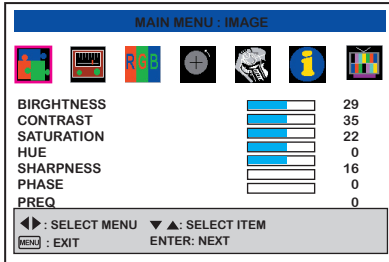 MAIN MENU : IMAGE
R G B
i
BIRGHTNESS 29
CONTRAST 35
SATURATION 22
HUE 0
SHARPNESS 16
PHASE 0
PREQ 0
: SELECT MENU ▼ ▲: SELECT ITEM
MENU : EXIT ENTER: NEXT